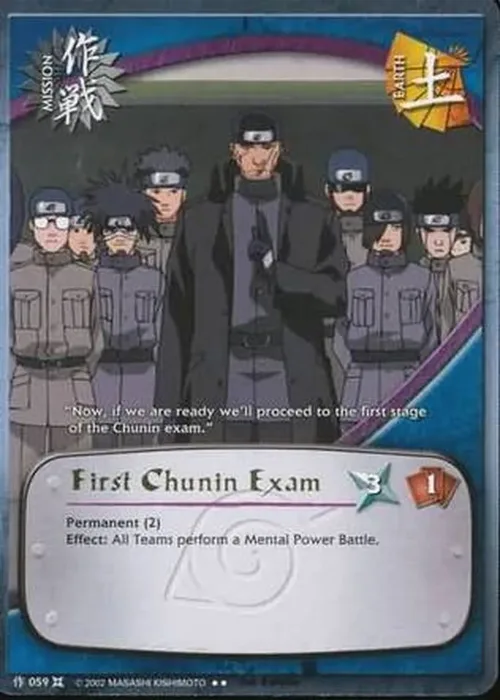 MISSION
作戦
EARTH
土
"Now, if we are ready we'll proceed to the first stage
of the Chunin exam."
First Chunin Exam 3 1
Permanent (2)
Effect: All Teams perform a Mental Power Battle.
作 059 © 2002 MASASHI KISHIMOTO ★★